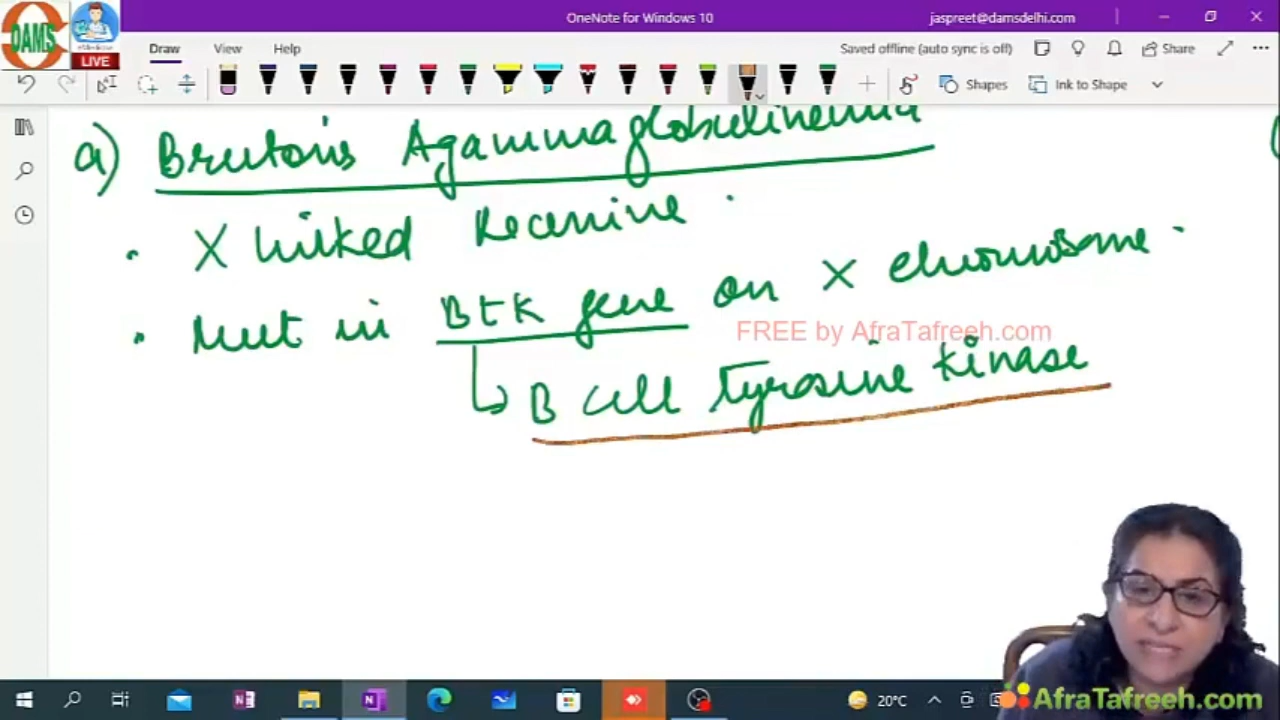 DAMS
eMedicoz
LIVE
OneNote for Windows 10
jaspreet@damsdelhi.com
Draw View Help
Saved offline (auto sync is off)
Share
Shapes
Ink to Shape
a) Brutons Agammaglobulinemia
• X linked Recessive
• Mut in BtK gene on X chromosome
FREE by AfraTafreeh.com
B cell Tyrosine kinase
20°C
AfraTafreeh.com